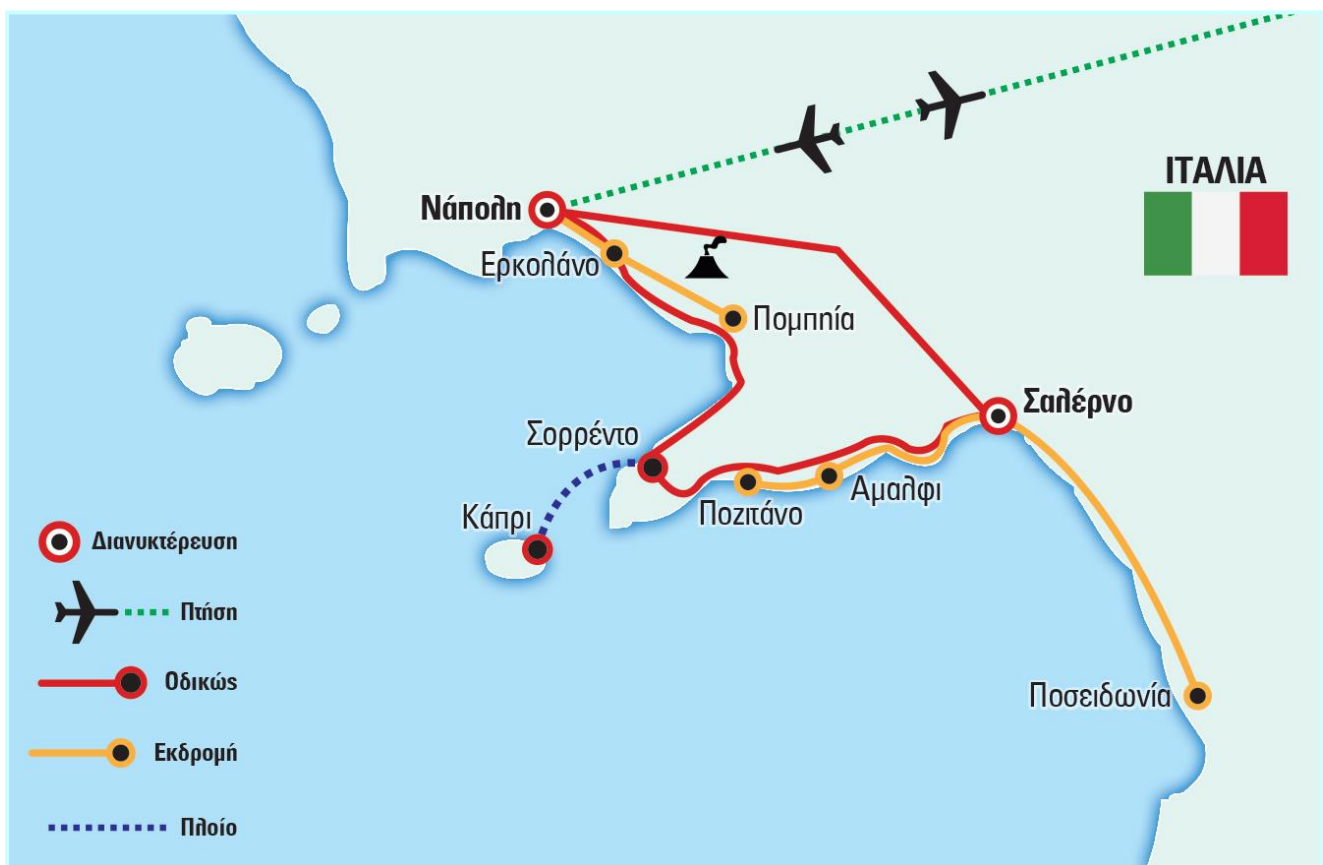 ΙΤΑΛΙΑ
Νάπολη
Ερκολάνο
Πομπηία
Σαλέρνο
Σορρέντο
Αμαλφι
Ποζιτάνο
Κάπρι
Ποσειδωνία
Διανυκτέρευση
Πτήση
Οδικώς
Εκδρομή
Πλοίο